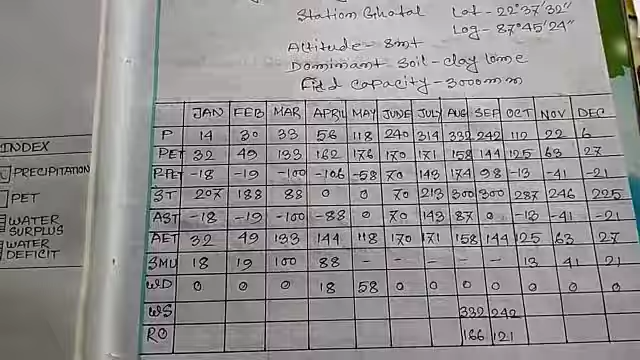 Station Ghatal Lat - 22°37'32"
Log - 87°45'24"
Altitude - 8mt
Dominant Soil - clay lome
Field capacity - 3000mm
INDEX
PRECIPITATION
PET
WATER SURPLUS
WATER DEFICIT
JAN FEB MAR APRIL MAY JUNE JULY AUG SEP OCT NOV DEC
P 14 30 33 56 118 240 314 332 242 112 22 6
PET 32 49 133 162 176 170 171 158 144 125 63 27
P-PET -18 -19 -100 -106 -58 70 143 174 98 -13 -41 -21
ST 207 188 88 0 0 70 213 300 300 287 246 225
AST -18 -19 -100 -88 0 70 143 87 0 -13 -41 -21
AET 32 49 133 144 118 170 171 158 144 125 63 27
SMU 18 19 100 88 - - - - - 13 41 21
WD 0 0 0 18 58 0 0 0 0 0 0 0
WS 332 242
RO 166 121